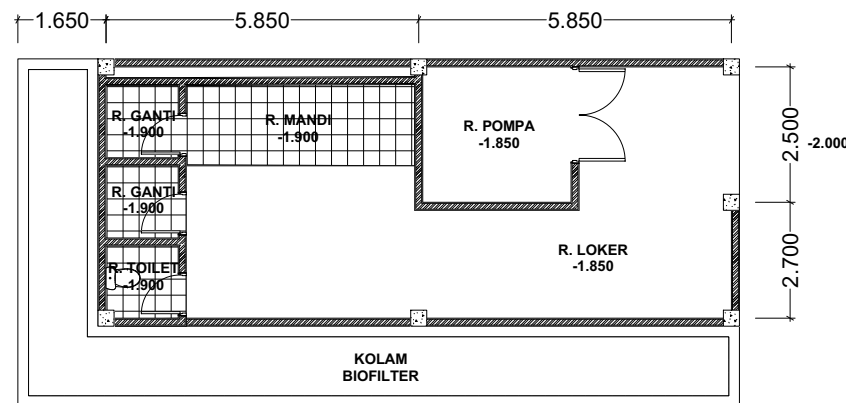 1.650 5.850 5.850
R. GANTI
-1.900
R. MANDI
-1.900
R. POMPA
-1.850
2.500
-2.000
R. GANTI
-1.900
R. LOKER
-1.850
2.700
R. TOILET
-1.900
KOLAM
BIOFILTER